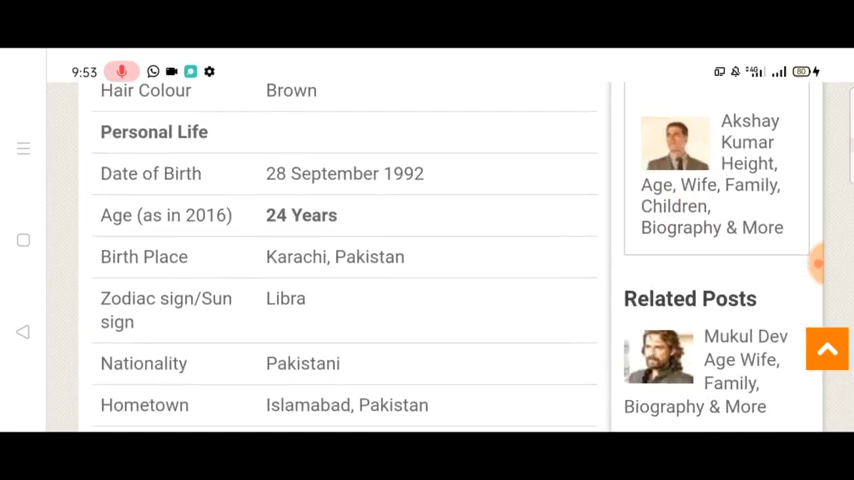 9:53
4G
80
Hair Colour Brown
Personal Life
Date of Birth 28 September 1992
Age (as in 2016) 24 Years
Birth Place Karachi, Pakistan
Zodiac sign/Sun Libra
sign
Nationality Pakistani
Hometown Islamabad, Pakistan
Akshay
Kumar
Height,
Age, Wife, Family,
Children,
Biography & More
Related Posts
Mukul Dev
Age Wife,
Family,
Biography & More